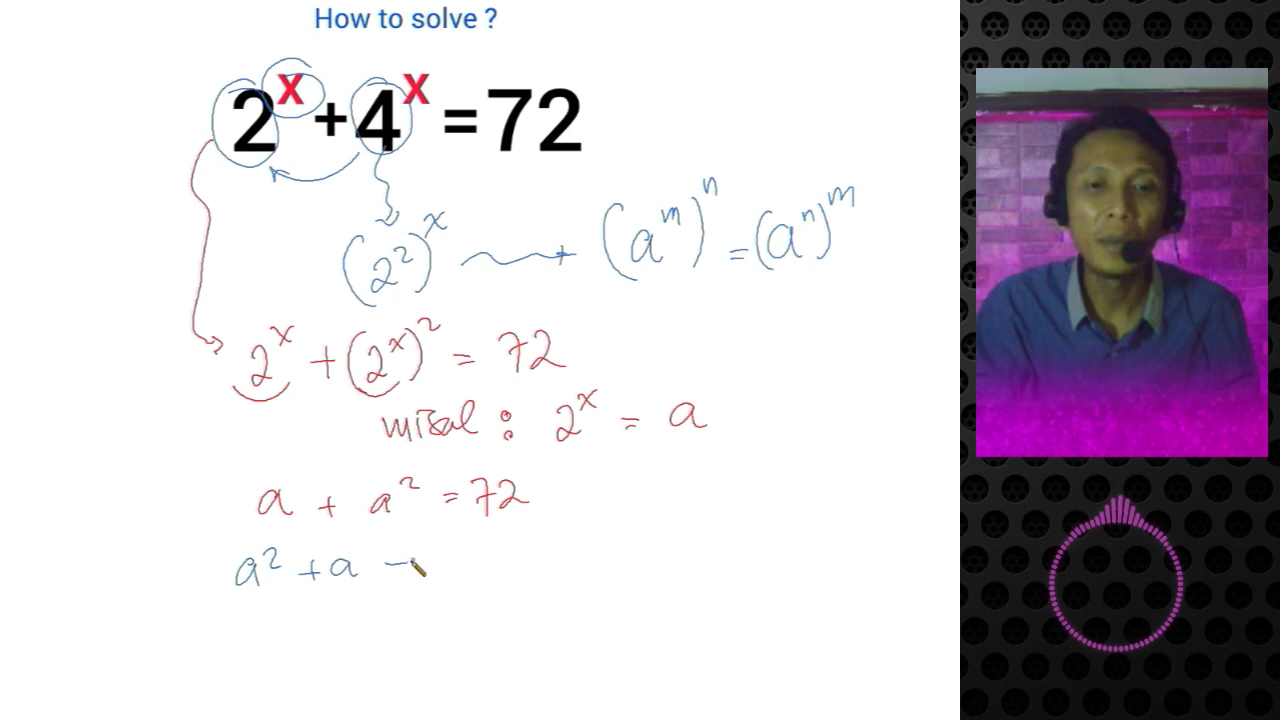 How to solve ?
2^x + 4^x = 72
(2^2)^x → (a^m)^n = (a^n)^m
2^x + (2^x)^2 = 72
misal : 2^x = a
a + a^2 = 72
a^2 + a -